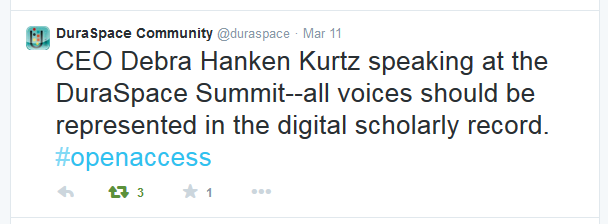 DuraSpace Community @duraspace · Mar 11
CEO Debra Hanken Kurtz speaking at the
DuraSpace Summit--all voices should be
represented in the digital scholarly record.
#openaccess
3 1